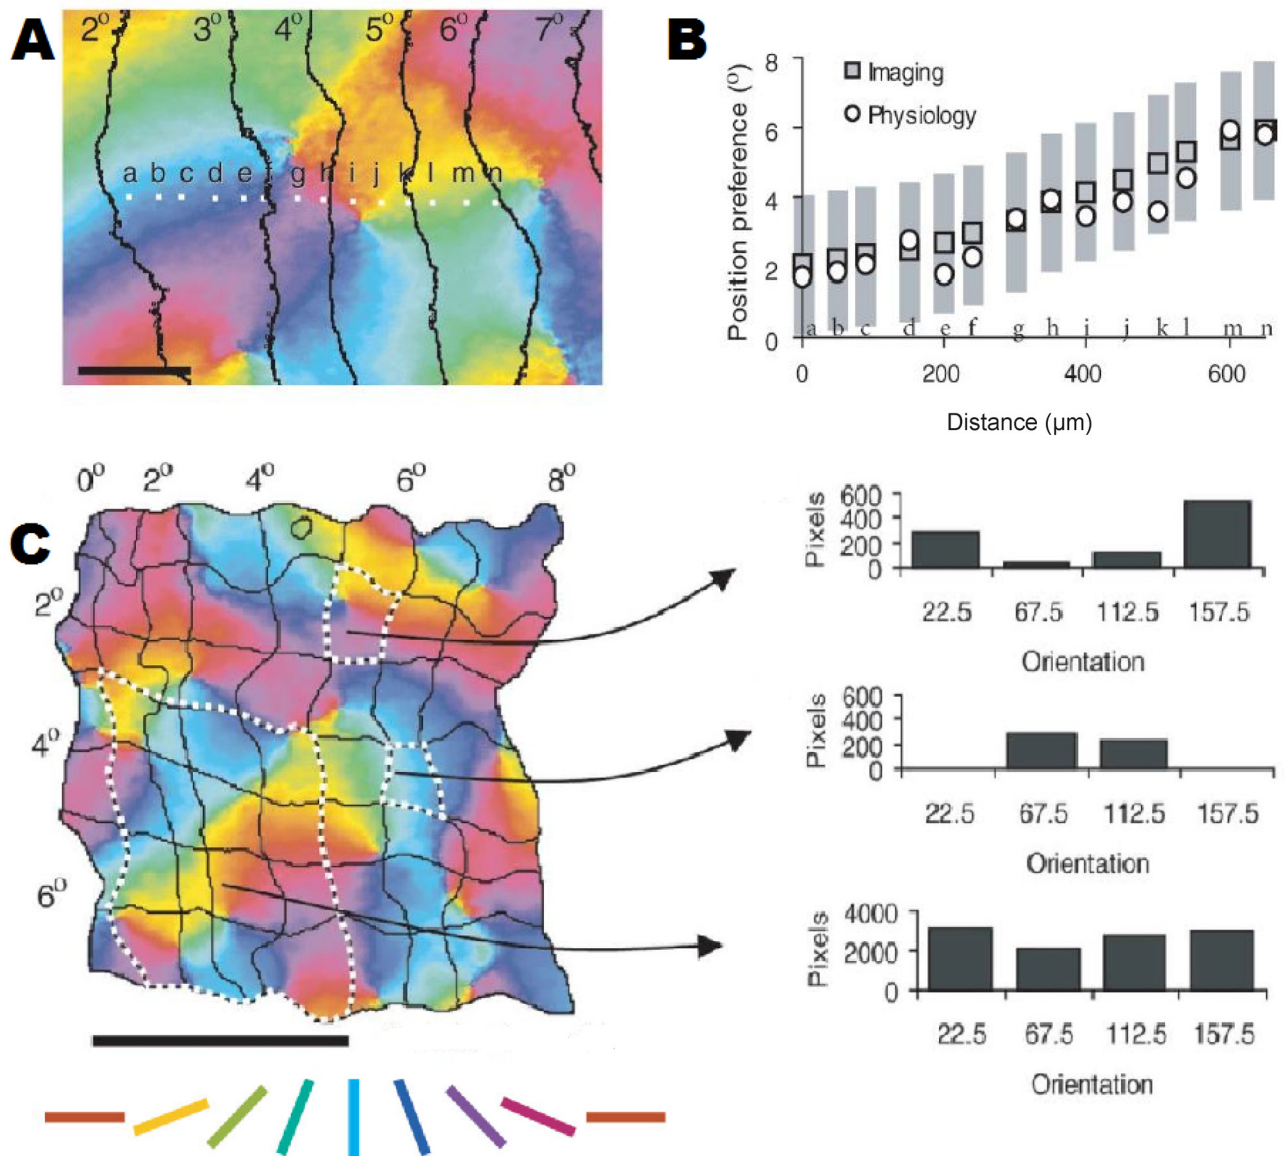 A
2° 3° 4° 5° 6° 7°
a b c d e f g h i j k l m n
B
Position preference (°)
8
6
4
2
0
Imaging
Physiology
a b c d e f g h i j k l m n
0 200 400 600
Distance (µm)
C
0° 2° 4° 6° 8°
2°
4°
6°
Pixels
600
400
200
0
22.5 67.5 112.5 157.5
Orientation
Pixels
600
400
200
0
22.5 67.5 112.5 157.5
Orientation
Pixels
4000
2000
0
22.5 67.5 112.5 157.5
Orientation